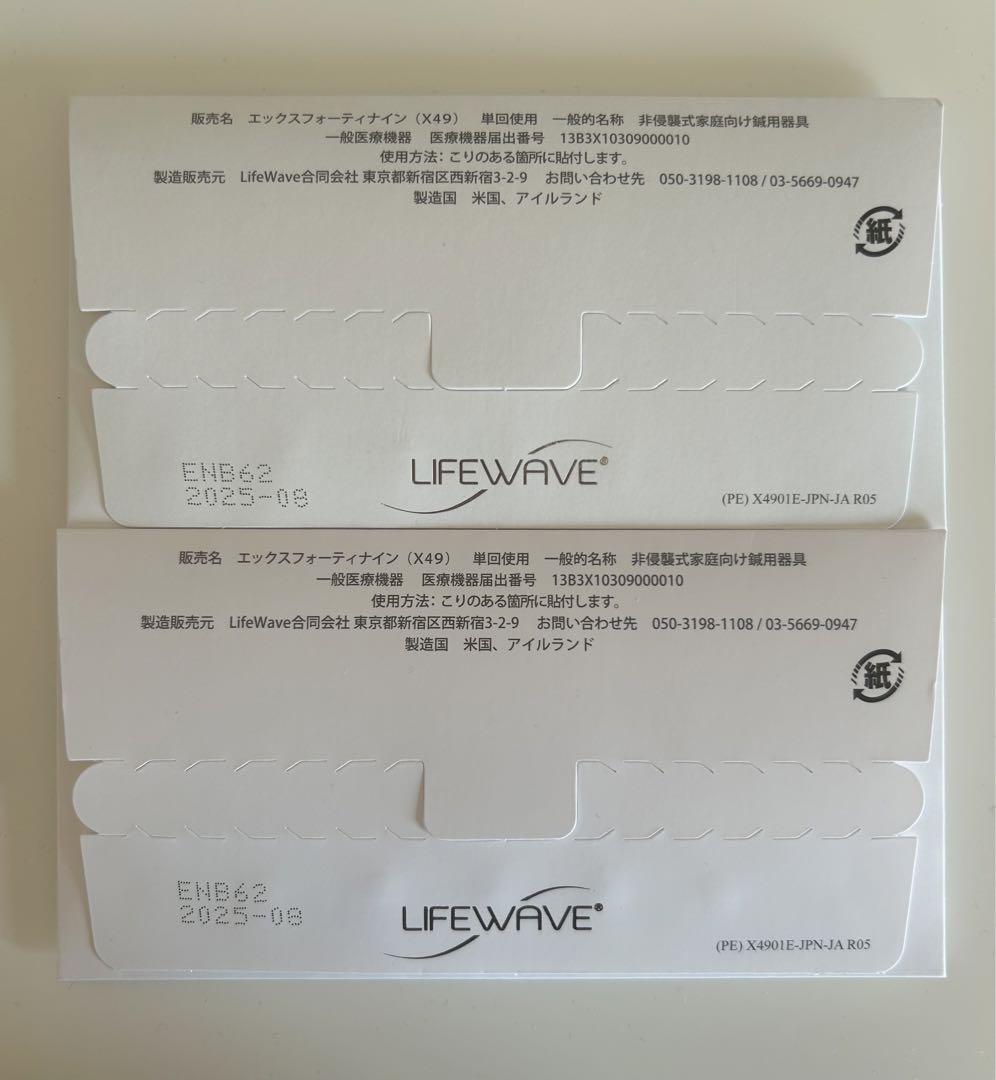 販売名　エックスフォーティナイン（X49）　単回使用　一般的名称　非侵襲式家庭向け鍼用器具
一般医療機器　医療機器届出番号　13B3X10309000010
使用方法：こりのある箇所に貼付します。
製造販売元　LifeWave合同会社 東京都新宿区西新宿3-2-9　お問い合わせ先　050-3198-1108 / 03-5669-0947
製造国　米国、アイルランド
紙
ENB62
2025-08
LIFEWAVE®
(PE) X4901E-JPN-JA R05
販売名　エックスフォーティナイン（X49）　単回使用　一般的名称　非侵襲式家庭向け鍼用器具
一般医療機器　医療機器届出番号　13B3X10309000010
使用方法：こりのある箇所に貼付します。
製造販売元　LifeWave合同会社 東京都新宿区西新宿3-2-9　お問い合わせ先　050-3198-1108 / 03-5669-0947
製造国　米国、アイルランド
紙
ENB62
2025-08
LIFEWAVE®
(PE) X4901E-JPN-JA R05